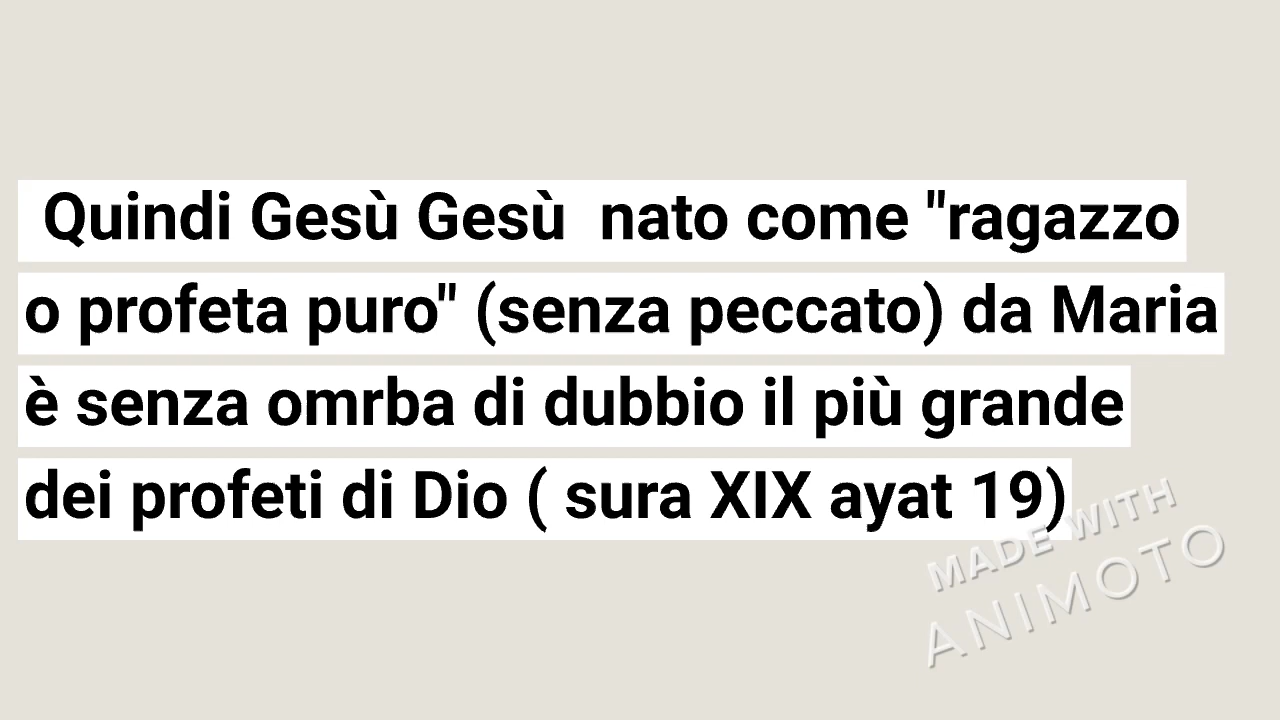 Quindi Gesù Gesù  nato come "ragazzo
o profeta puro" (senza peccato) da Maria
è senza omrba di dubbio il più grande
dei profeti di Dio ( sura XIX ayat 19)
MADE WITH
ANIMOTO